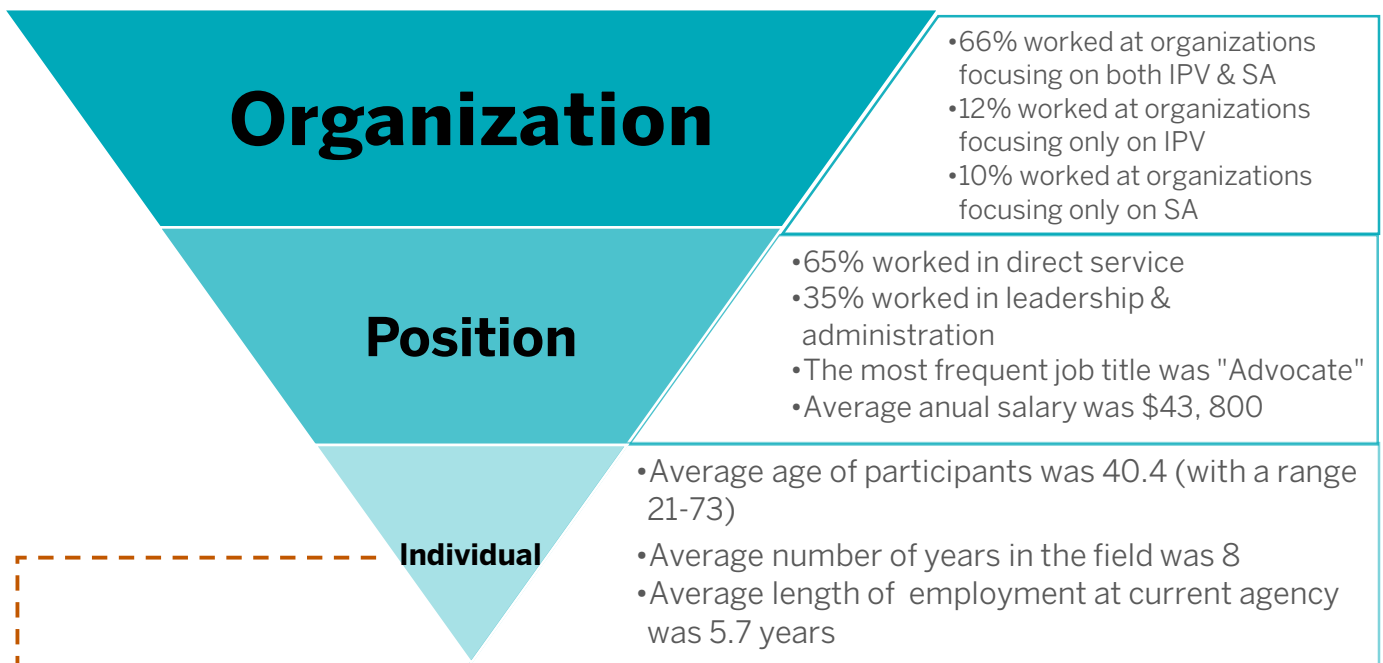 Organization
•66% worked at organizations
focusing on both IPV & SA
•12% worked at organizations
focusing only on IPV
•10% worked at organizations
focusing only on SA
Position
•65% worked in direct service
•35% worked in leadership &
administration
•The most frequent job title was "Advocate"
•Average anual salary was $43, 800
Individual
•Average age of participants was 40.4 (with a range
21-73)
•Average number of years in the field was 8
•Average length of employment at current agency
was 5.7 years